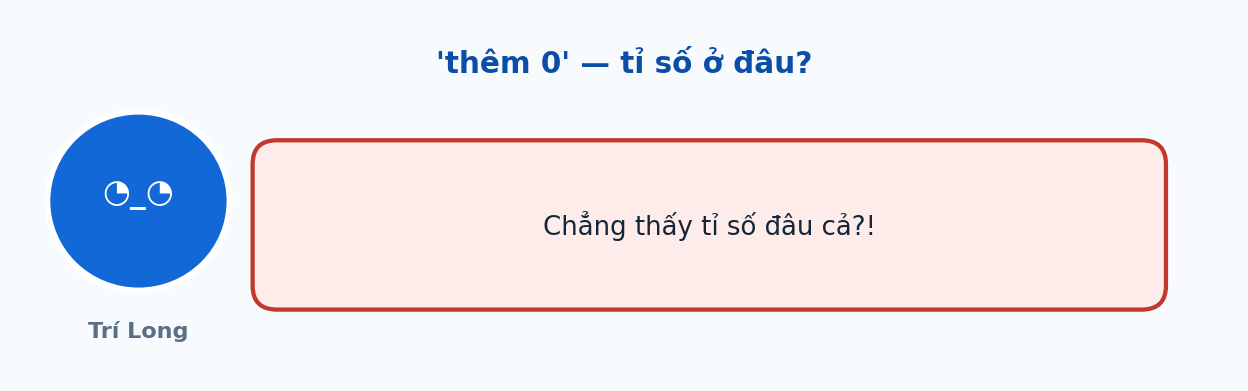 'thêm 0' — tỉ số ở đâu?
◔_◔
Chẳng thấy tỉ số đâu cả?!
Trí Long